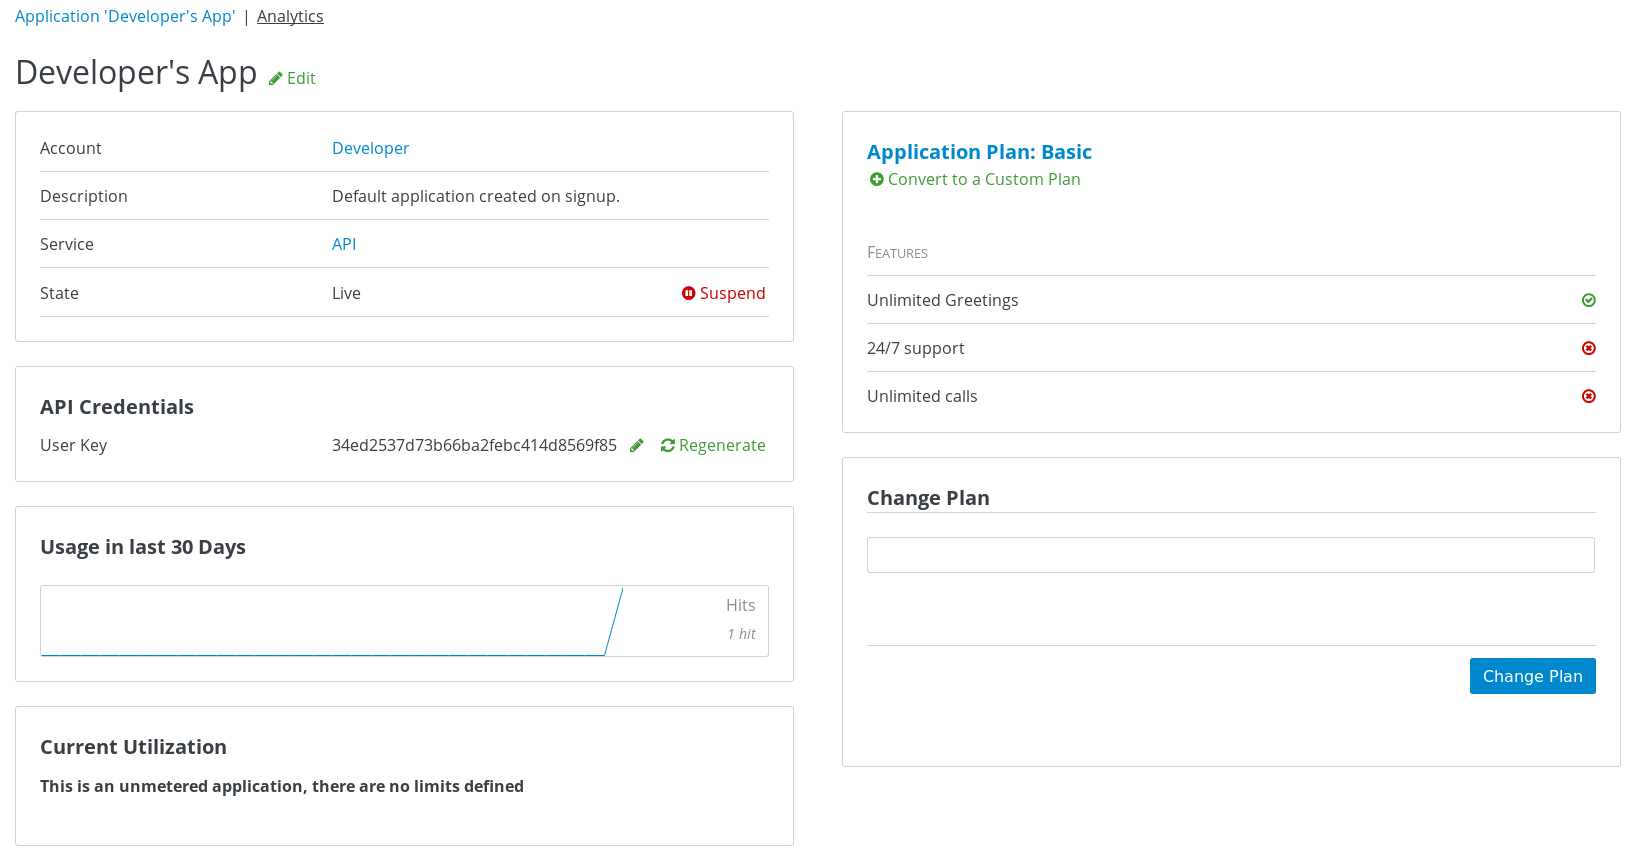 Application 'Developer's App' | Analytics
Developer's App Edit
Account Developer
Description Default application created on signup.
Service API
State Live Suspend
API Credentials
User Key 34ed2537d73b66ba2febc414d8569f85 Regenerate
Usage in last 30 Days
Hits
1 hit
Current Utilization
This is an unmetered application, there are no limits defined
Application Plan: Basic
Convert to a Custom Plan
Features
Unlimited Greetings
24/7 support
Unlimited calls
Change Plan
Change Plan